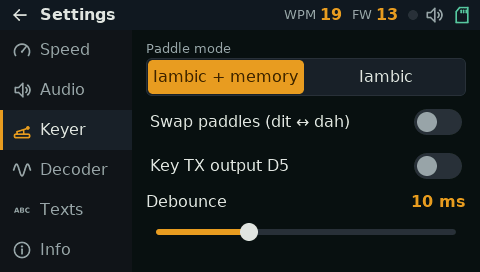 Settings
WPM 19 FW 13
Speed
Audio
Keyer
Decoder
ABC Texts
Info
Paddle mode
Iambic + memory
Iambic
Swap paddles (dit ↔ dah)
Key TX output D5
Debounce
10 ms